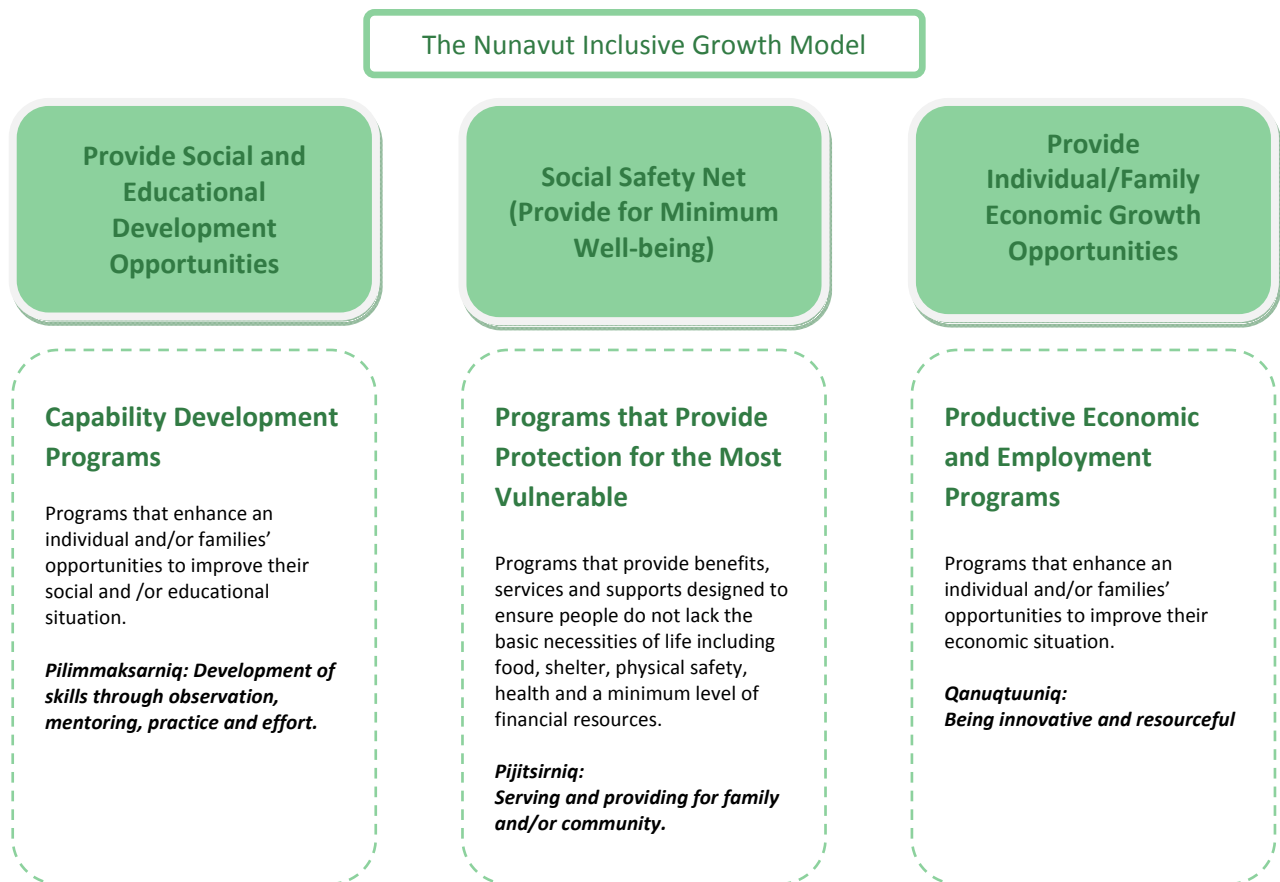 The Nunavut Inclusive Growth Model
Provide Social and
Educational
Development
Opportunities
Social Safety Net
(Provide for Minimum
Well-being)
Provide
Individual/Family
Economic Growth
Opportunities
Capability Development
Programs
Programs that enhance an
individual and/or families’
opportunities to improve their
social and /or educational
situation.
Pilimmaksarniq: Development of
skills through observation,
mentoring, practice and effort.
Programs that Provide
Protection for the Most
Vulnerable
Programs that provide benefits,
services and supports designed to
ensure people do not lack the
basic necessities of life including
food, shelter, physical safety,
health and a minimum level of
financial resources.
Pijitsirniq:
Serving and providing for family
and/or community.
Productive Economic
and Employment
Programs
Programs that enhance an
individual and/or families’
opportunities to improve their
economic situation.
Qanuqtuuniq:
Being innovative and resourceful